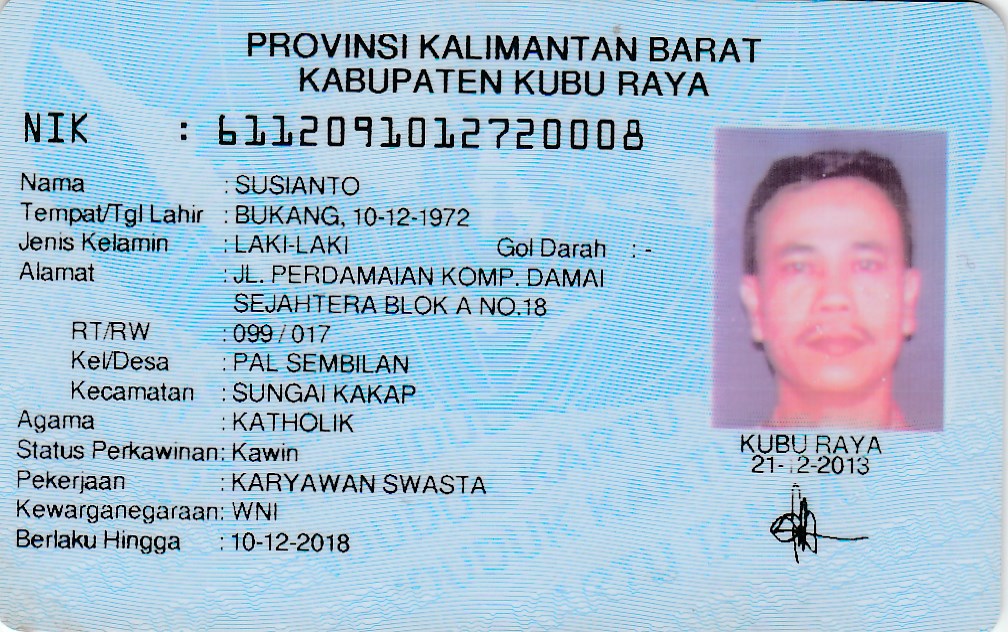 PROVINSI KALIMANTAN BARAT
KABUPATEN KUBU RAYA
NIK : 6112091012720008
Nama : SUSIANTO
Tempat/Tgl Lahir : BUKANG, 10-12-1972
Jenis Kelamin : LAKI-LAKI Gol Darah : -
Alamat : JL. PERDAMAIAN KOMP. DAMAI
SEJAHTERA BLOK A NO.18
RT/RW : 099 / 017
Kel/Desa : PAL SEMBILAN
Kecamatan : SUNGAI KAKAP
Agama : KATHOLIK
Status Perkawinan: Kawin
Pekerjaan : KARYAWAN SWASTA
Kewarganegaraan: WNI
Berlaku Hingga : 10-12-2018
KUBU RAYA
21-12-2013